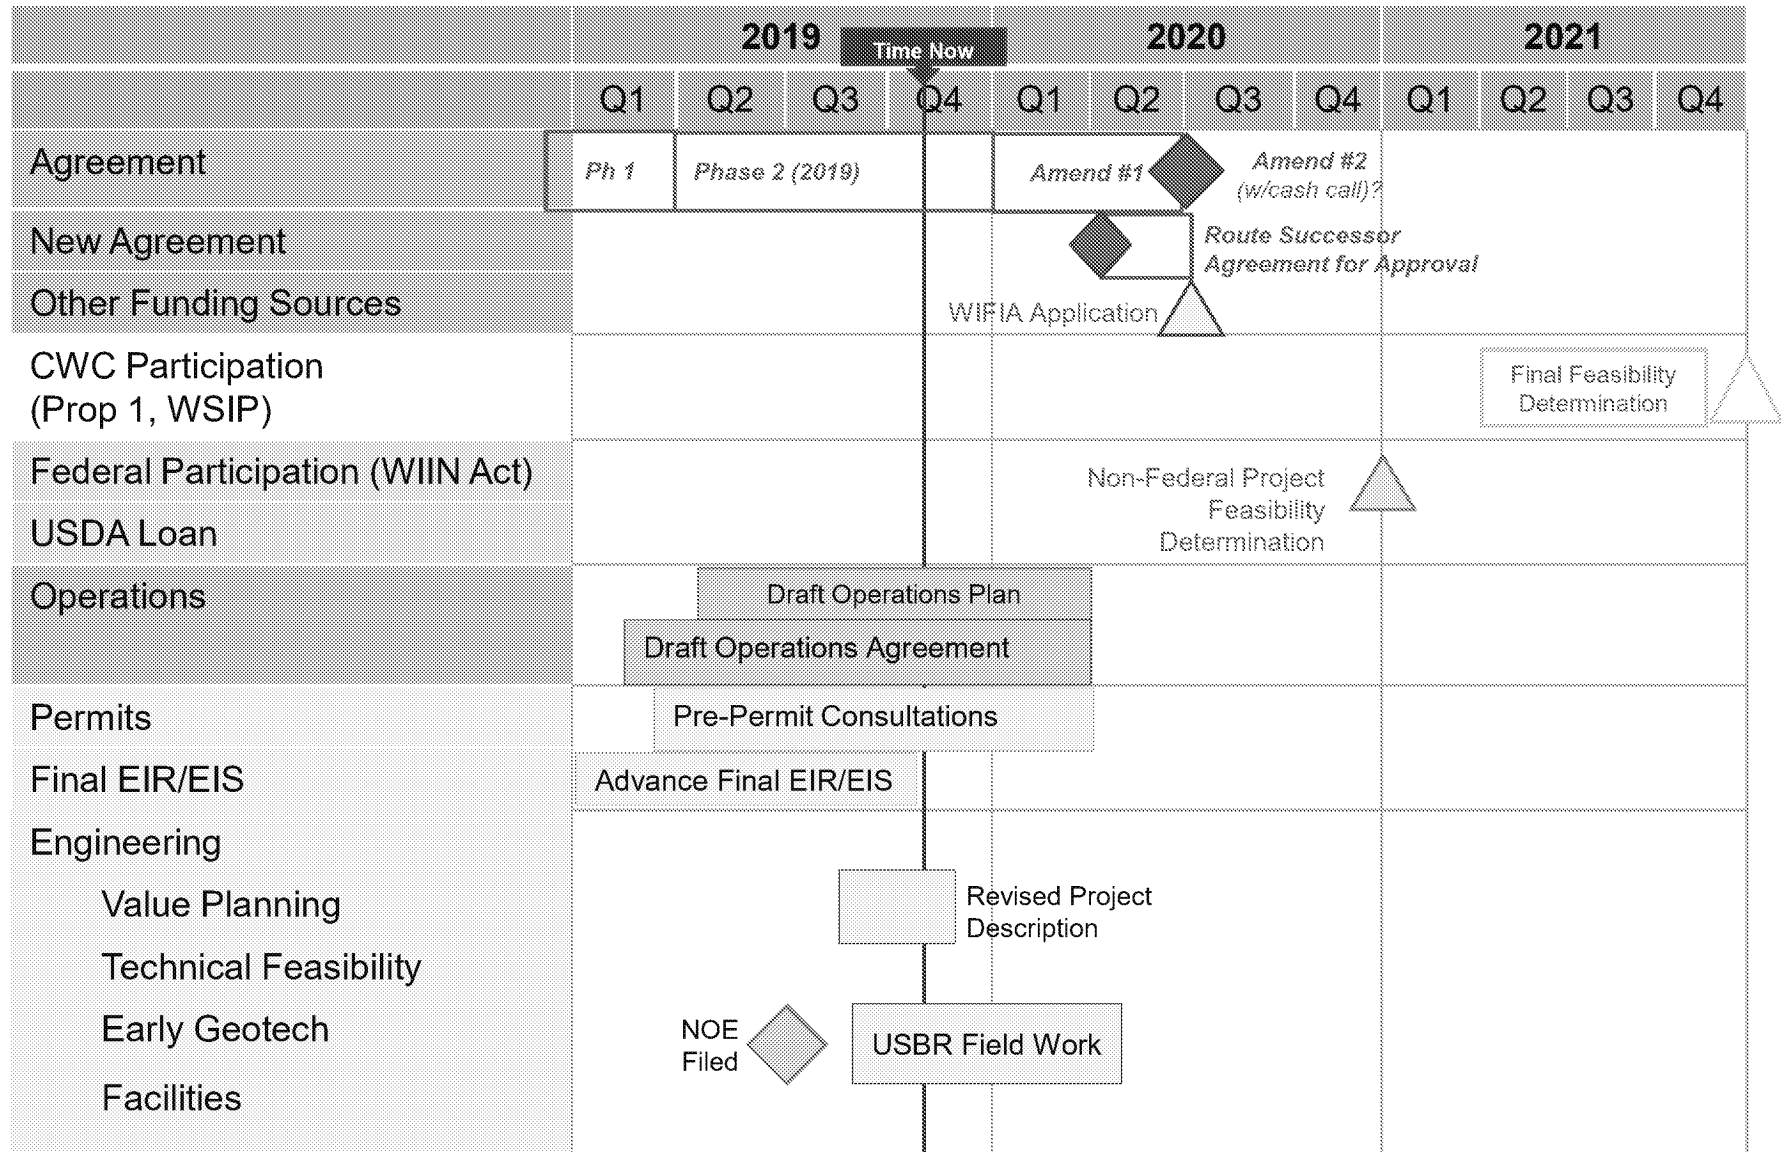 2019 2020 2021
Time Now
Q1 Q2 Q3 Q4 Q1 Q2 Q3 Q4 Q1 Q2 Q3 Q4
Agreement
Ph 1 Phase 2 (2019) Amend #1 Amend #2
(w/cash call)?
New Agreement
Route Successor
Agreement for Approval
Other Funding Sources
WIFIA Application
CWC Participation
(Prop 1, WSIP)
Final Feasibility
Determination
Federal Participation (WIIN Act)
Non-Federal Project
Feasibility
Determination
USDA Loan
Operations
Draft Operations Plan
Draft Operations Agreement
Permits
Pre-Permit Consultations
Final EIR/EIS
Advance Final EIR/EIS
Engineering
Value Planning
Revised Project
Description
Technical Feasibility
Early Geotech
NOE
Filed
USBR Field Work
Facilities